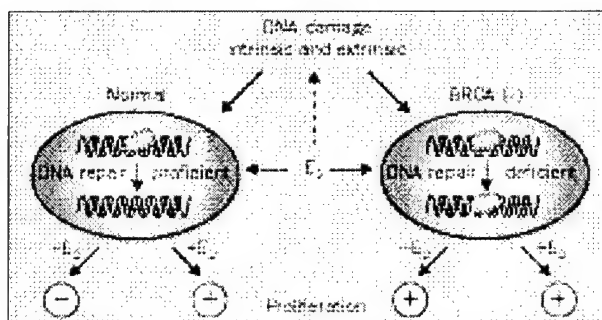 DNA damage
intrinsic and extrinsic
Normal
BRCA (-)
DNA repair proficient
E₂
DNA repair deficient
Proliferation